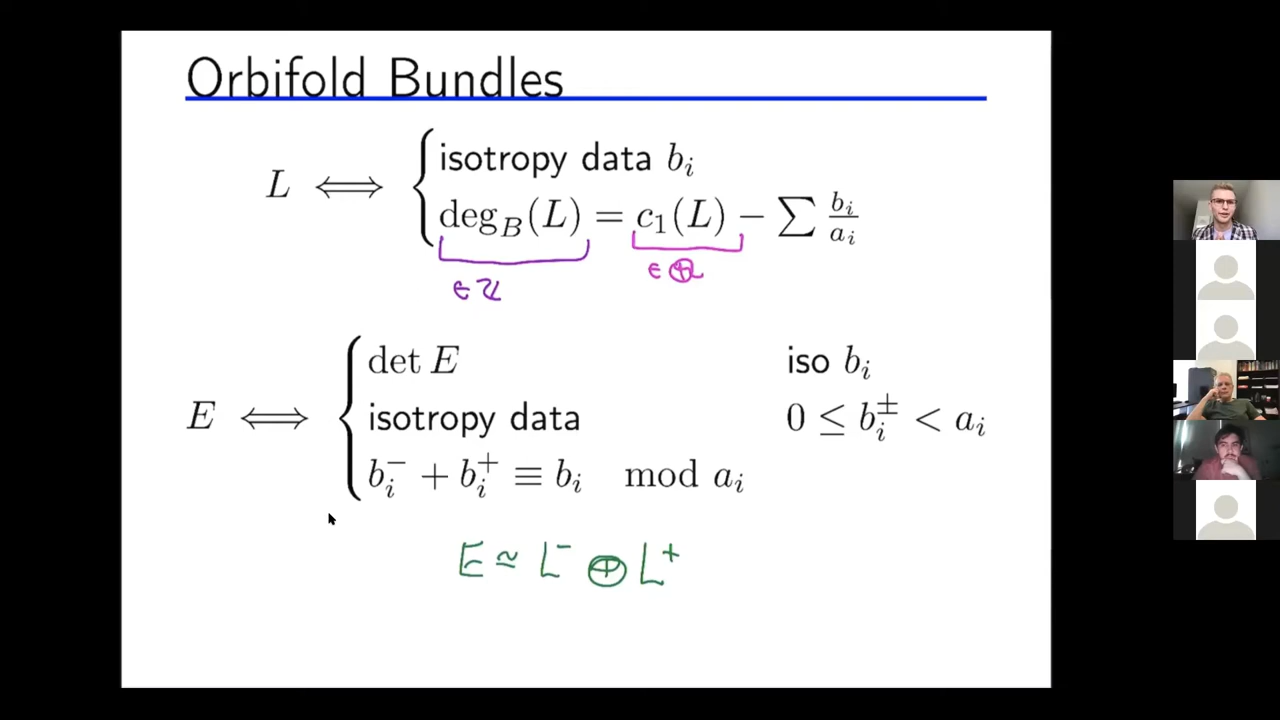 Orbifold Bundles
L ⟺ { isotropy data b_i
deg_B(L) = c_1(L) − ∑ b_i/a_i
∈ ℤ
E ⟺ { det E iso b_i
isotropy data 0 ≤ b_i^± < a_i
b_i^− + b_i^+ ≡ b_i mod a_i
E ≃ L^− ⊕ L^+